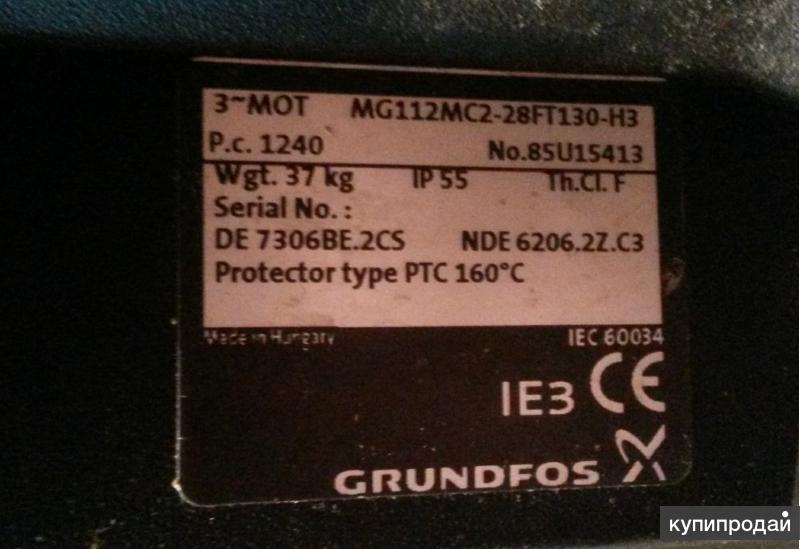 3~MOT MG112MC2-28FT130-H3
P.c. 1240 No.85U15413
Wgt. 37 kg IP 55 Th.Cl. F
Serial No. :
DE 7306BE.2CS NDE 6206.2Z.C3
Protector type PTC 160°C
Made in Hungary IEC 60034
IE3 CE
GRUNDFOS
купипродай